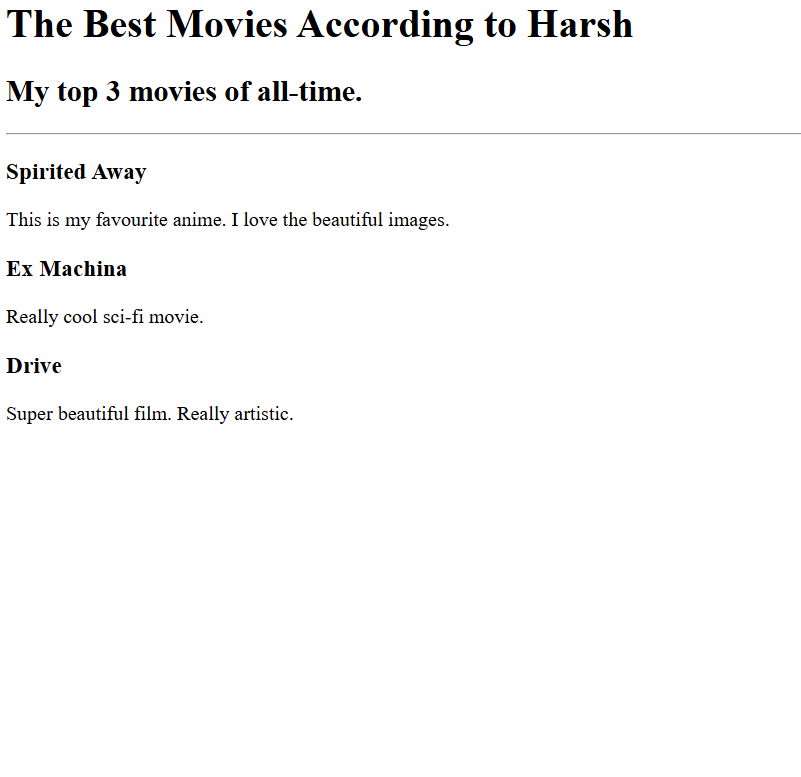 The Best Movies According to Harsh
My top 3 movies of all-time.
Spirited Away
This is my favourite anime. I love the beautiful images.
Ex Machina
Really cool sci-fi movie.
Drive
Super beautiful film. Really artistic.